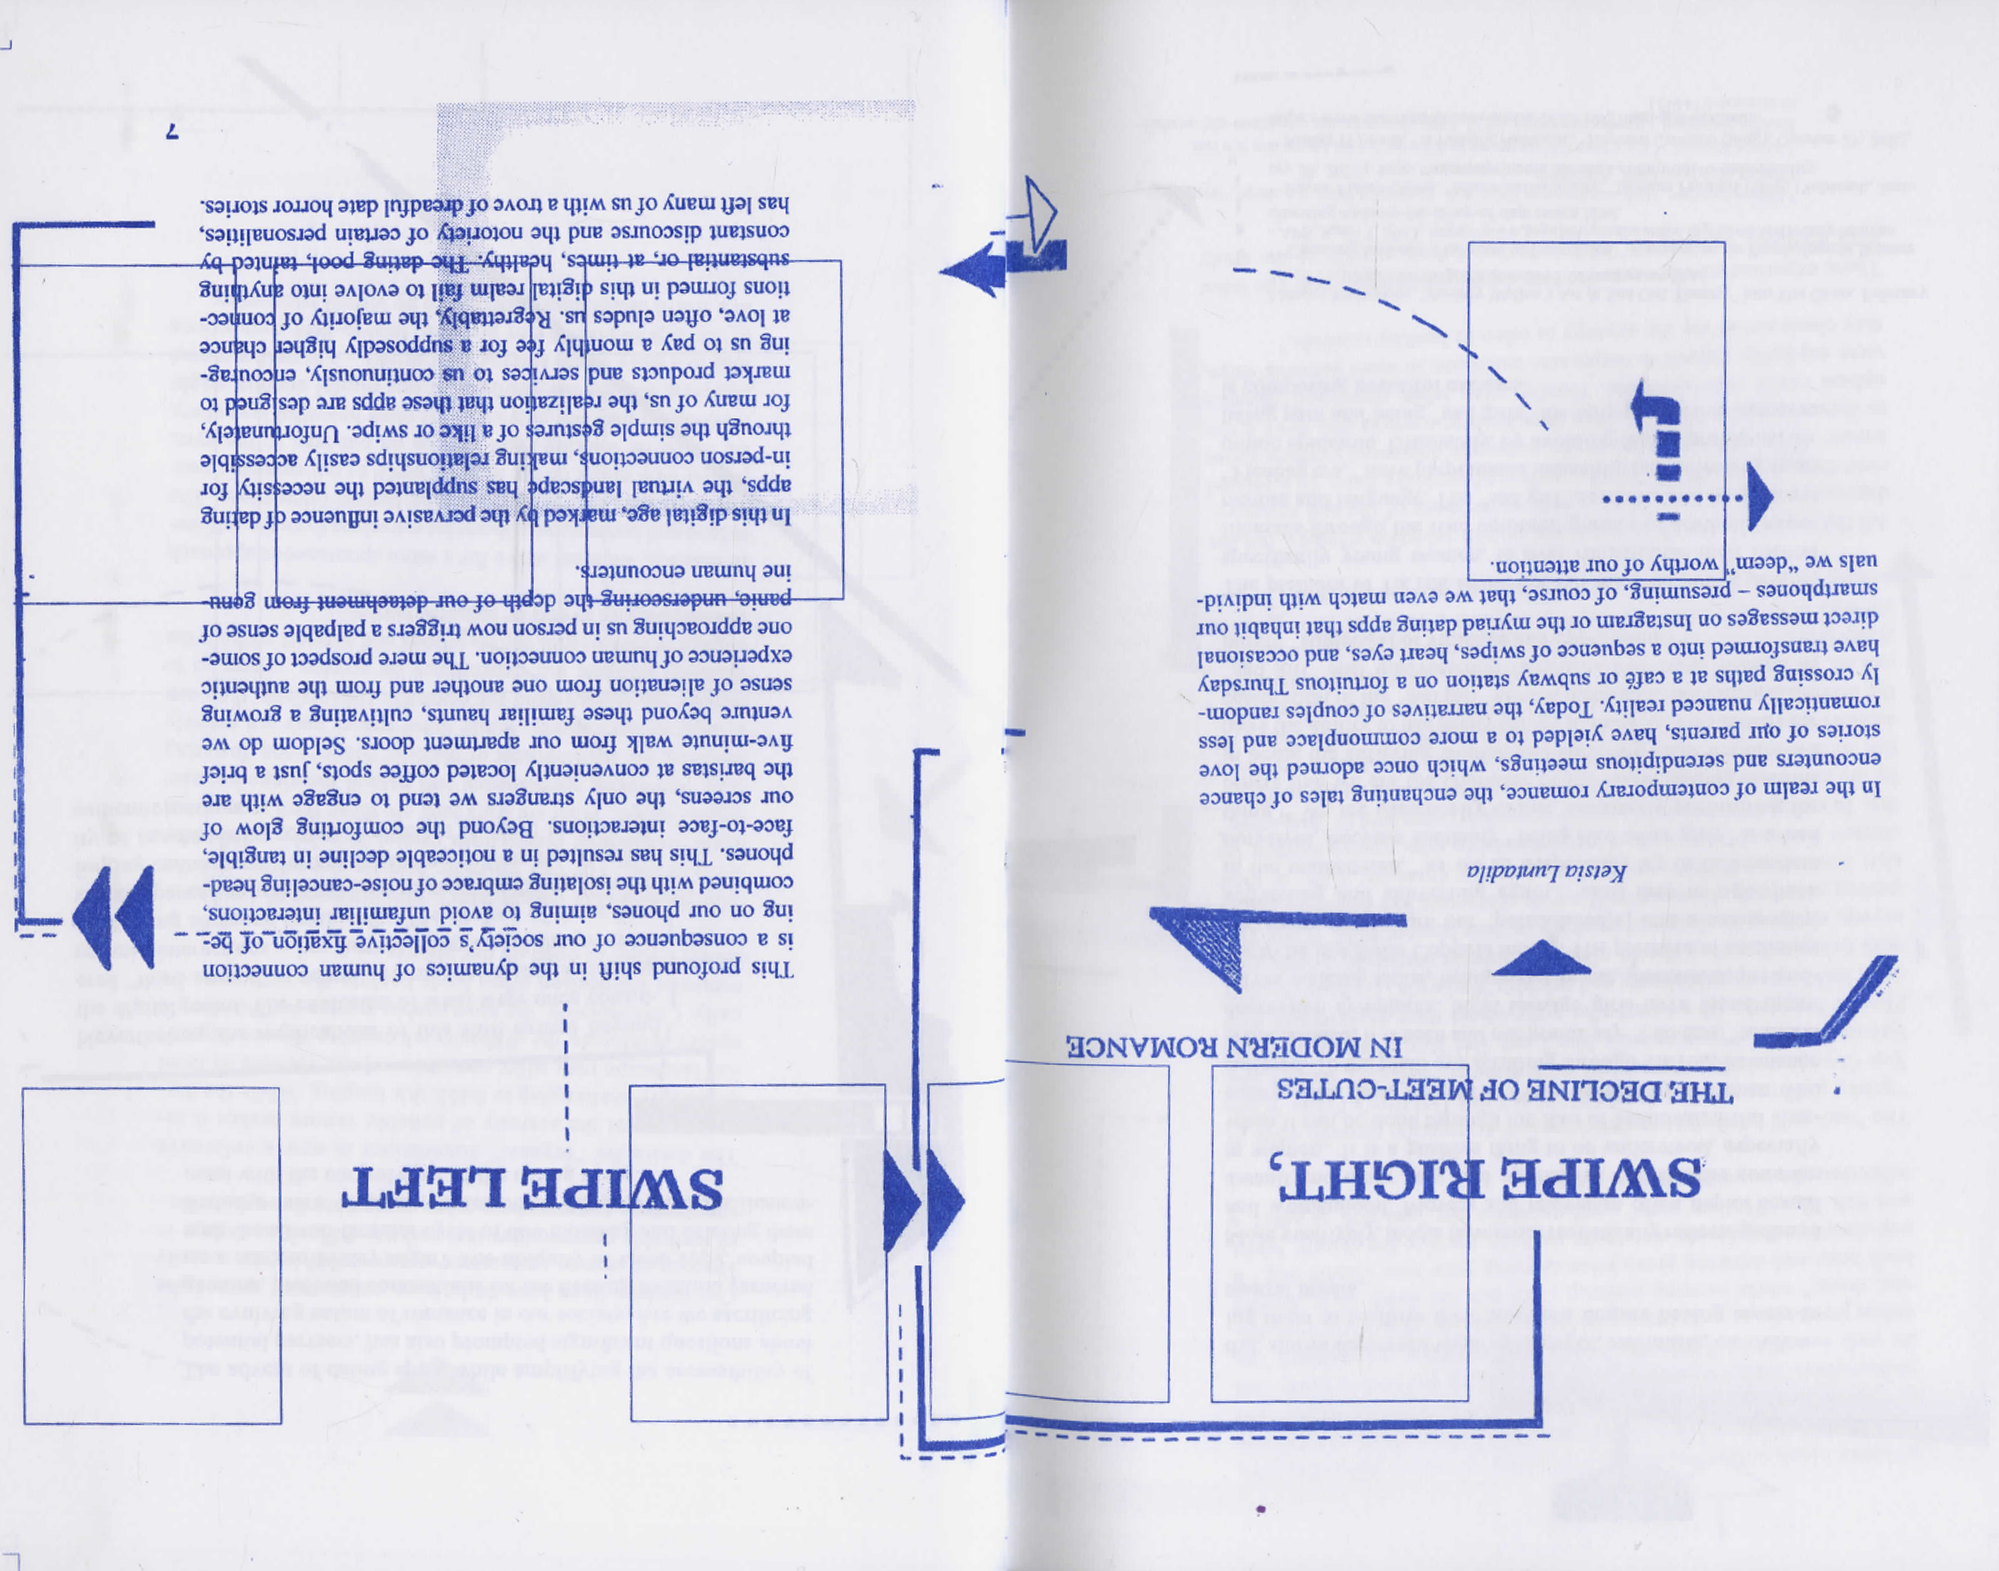 SWIPE RIGHT,
THE DECLINE OF MEET-CUTES
IN MODERN ROMANCE
Ketsia Luntadila
In the realm of contemporary romance, the enchanting tales of chance
encounters and serendipitous meetings, which once adorned the love
stories of our parents, have yielded to a more commonplace and less
romantically nuanced reality. Today, the narratives of couples random-
ly crossing paths at a café or subway station on a fortuitous Thursday
have transformed into a sequence of swipes, heart eyes, and occasional
direct messages on Instagram or the myriad dating apps that inhabit our
smartphones – presuming, of course, that we even match with individ-
uals we “deem” worthy of our attention.
SWIPE LEFT
This profound shift in the dynamics of human connection
is a consequence of our society’s collective fixation of be-
ing on our phones, aiming to avoid unfamiliar interactions,
combined with the isolating embrace of noise-canceling head-
phones. This has resulted in a noticeable decline in tangible,
face-to-face interactions. Beyond the comforting glow of
our screens, the only strangers we tend to engage with are
the baristas at conveniently located coffee spots, just a brief
five-minute walk from our apartment doors. Seldom do we
venture beyond these familiar haunts, cultivating a growing
sense of alienation from one another and from the authentic
experience of human connection. The mere prospect of some-
one approaching us in person now triggers a palpable sense of
panic, underscoring the depth of our detachment from genu-
ine human encounters.
In this digital age, marked by the pervasive influence of dating
apps, the virtual landscape has supplanted the necessity for
in-person connections, making relationships easily accessible
through the simple gestures of a like or swipe. Unfortunately,
for many of us, the realization that these apps are designed to
market products and services to us continuously, encourag-
ing us to pay a monthly fee for a supposedly higher chance
at love, often eludes us. Regrettably, the majority of connec-
tions formed in this digital realm fail to evolve into anything
substantial or, at times, healthy. The dating pool, tainted by
constant discourse and the notoriety of certain personalities,
has left many of us with a trove of dreadful date horror stories.
7